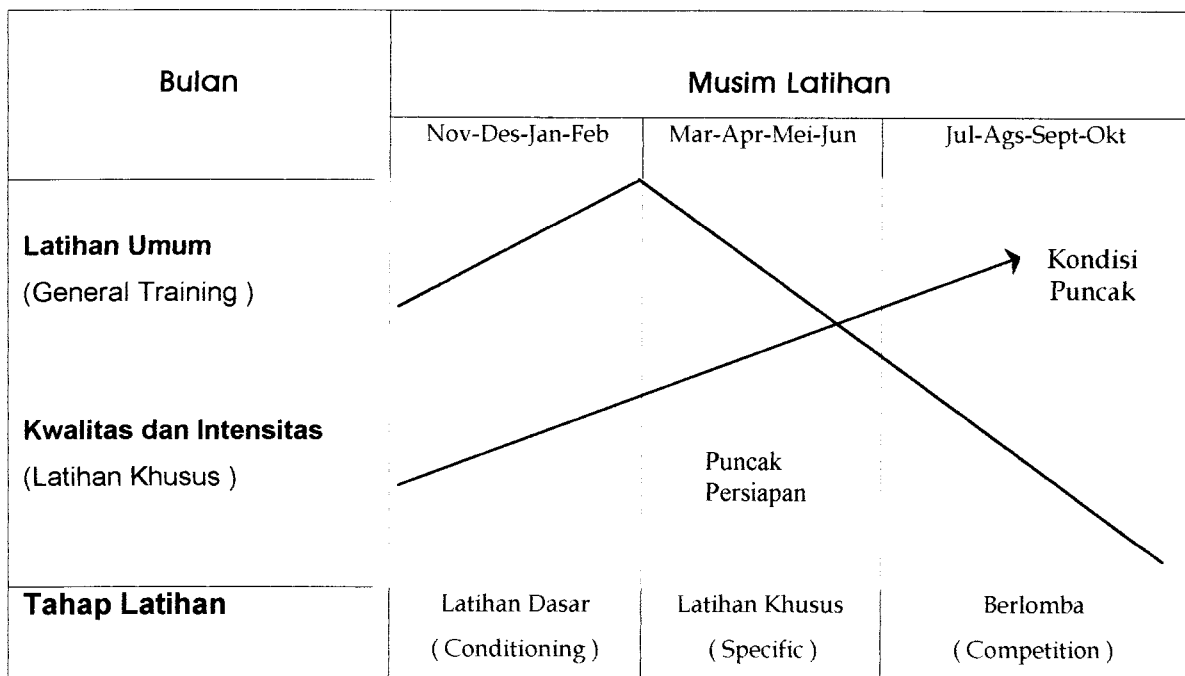 Bulan
Musim Latihan
Nov-Des-Jan-Feb
Mar-Apr-Mei-Jun
Jul-Ags-Sept-Okt
Latihan Umum
(General Training )
Kondisi
Puncak
Kwalitas dan Intensitas
(Latihan Khusus )
Puncak
Persiapan
Tahap Latihan
Latihan Dasar
( Conditioning )
Latihan Khusus
( Specific )
Berlomba
( Competition )